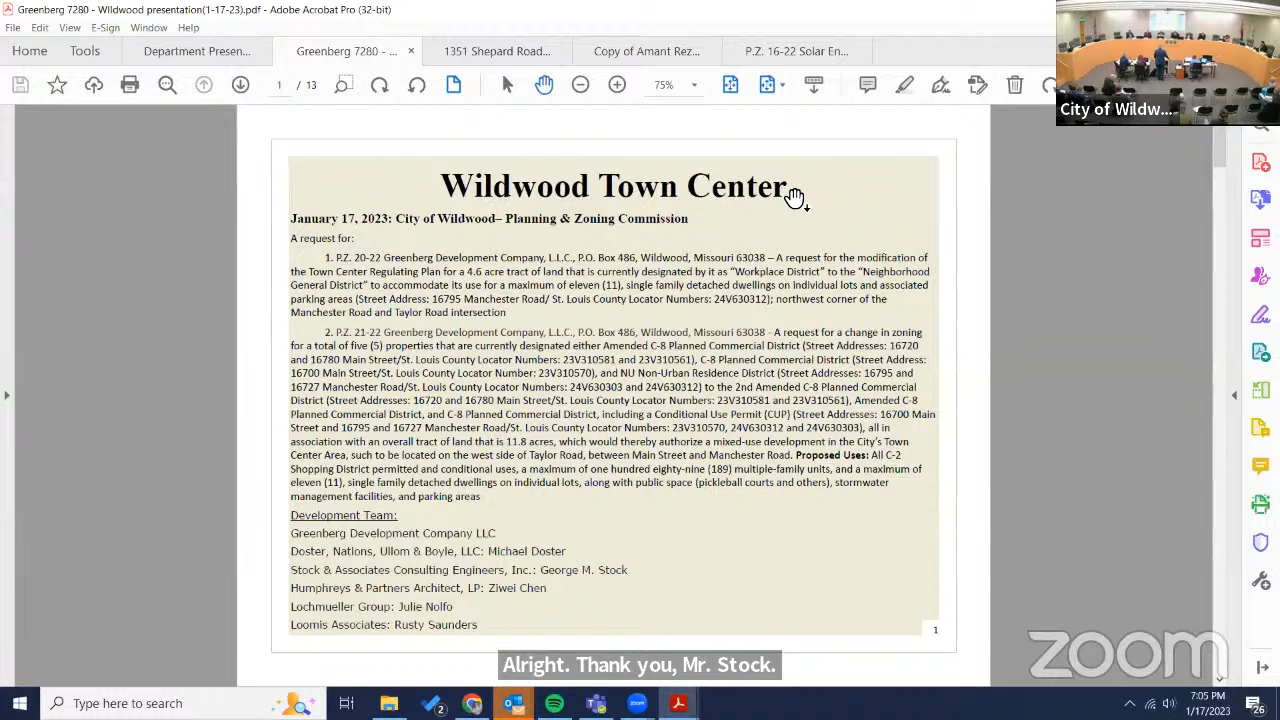 Greenberg 7280 - WIldwood presentation(1-17-23).pdf - Adobe Acrobat Pro (32-bit)
File Edit View E-Sign Window Help
Home Tools Department Presen... Greenberg 7280 - ... × 1351 Shepard Road... Copy of Amant Rez... P.Z. 16-22 Solar En...
1 / 13 75%
City of Wildw...
Wildwood Town Center
January 17, 2023: City of Wildwood– Planning & Zoning Commission
A request for:
1. P.Z. 20-22 Greenberg Development Company, L.L.C., P.O. Box 486, Wildwood, Missouri 63038 – A request for the modification of
the Town Center Regulating Plan for a 4.6 acre tract of land that is currently designated by it as “Workplace District” to the “Neighborhood
General District” to accommodate its use for a maximum of eleven (11), single family detached dwellings on individual lots and associated
parking areas (Street Address: 16795 Manchester Road/ St. Louis County Locator Numbers: 24V630312); northwest corner of the
Manchester Road and Taylor Road intersection
2. P.Z. 21-22 Greenberg Development Company, L.L.C., P.O. Box 486, Wildwood, Missouri 63038 - A request for a change in zoning
for a total of five (5) properties that are currently designated either Amended C-8 Planned Commercial District (Street Addresses: 16720
and 16780 Main Street/St. Louis County Locator Numbers: 23V310581 and 23V310561), C-8 Planned Commercial District (Street Address:
16700 Main Street/St. Louis County Locator Number: 23V310570), and NU Non-Urban Residence District (Street Addresses: 16795 and
16727 Manchester Road/St. Louis County Locator Numbers: 24V630303 and 24V630312) to the 2nd Amended C-8 Planned Commercial
District (Street Addresses: 16720 and 16780 Main Street/St. Louis County Locator Numbers: 23V310581 and 23V310561), Amended C-8
Planned Commercial District, and C-8 Planned Commercial District, including a Conditional Use Permit (CUP) (Street Addresses: 16700 Main
Street and 16795 and 16727 Manchester Road/St. Louis County Locator Numbers: 23V310570, 24V630312 and 24V630303), all in
association with an overall tract of land that is 11.8 acres, which would thereby authorize a mixed-use development in the City’s Town
Center Area, such to be located on the west side of Taylor Road, between Main Street and Manchester Road. Proposed Uses: All C-2
Shopping District permitted and conditional uses, a maximum of one hundred eighty-nine (189) multiple-family units, and a maximum of
eleven (11), single family detached dwellings on individual lots, along with public space (pickleball courts and others), stormwater
management facilities, and parking areas
Development Team:
Greenberg Development Company LLC
Doster, Nations, Ullom & Boyle, LLC: Michael Doster
Stock & Associates Consulting Engineers, Inc.: George M. Stock
Humphreys & Partners Architect, LP: Ziwei Chen
Lochmueller Group: Julie Nolfo
Loomis Associates: Rusty Saunders
1
Alright. Thank you, Mr. Stock.
zoom
Type here to search
2
zoom
7:05 PM
1/17/2023
26